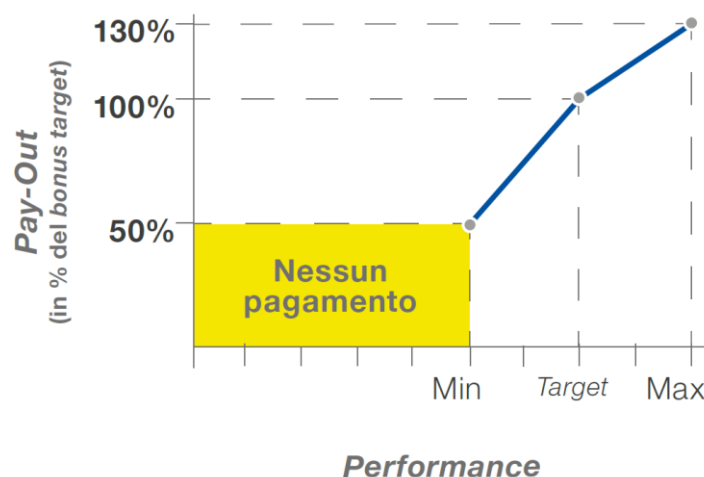 130%
100%
50%
Pay-Out
(in % del bonus target)
Nessun
pagamento
Min
Target
Max
Performance